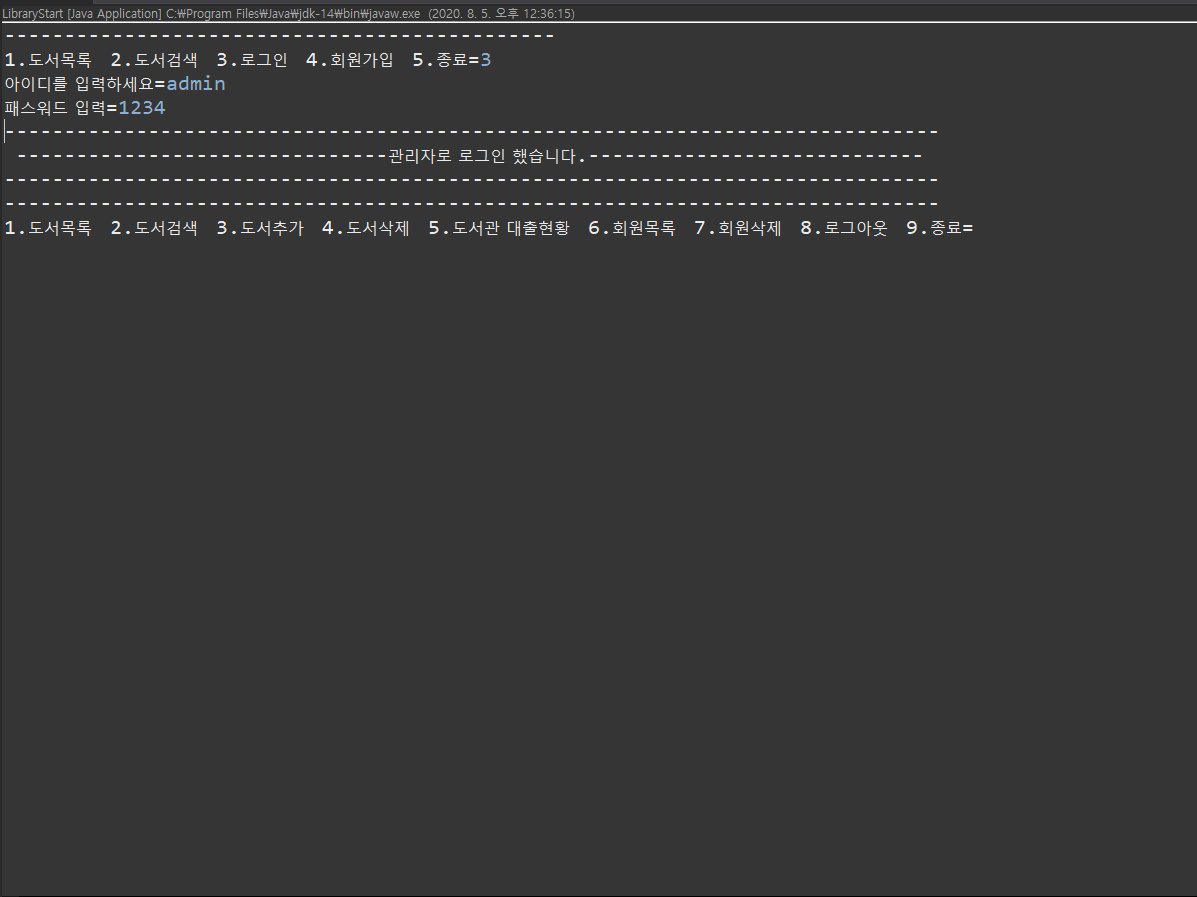 LibraryStart [Java Application] C:₩Program Files₩Java₩jdk-14₩bin₩javaw.exe  (2020. 8. 5. 오후 12:36:15)
-----------------------------------------------
1.도서목록  2.도서검색  3.로그인  4.회원가입  5.종료=3
아이디를 입력하세요=admin
패스워드 입력=1234
--------------------------------------------------------------------------------
 --------------------------------관리자로 로그인 했습니다.-----------------------------
--------------------------------------------------------------------------------
--------------------------------------------------------------------------------
1.도서목록  2.도서검색  3.도서추가  4.도서삭제  5.도서관 대출현황  6.회원목록  7.회원삭제  8.로그아웃  9.종료=